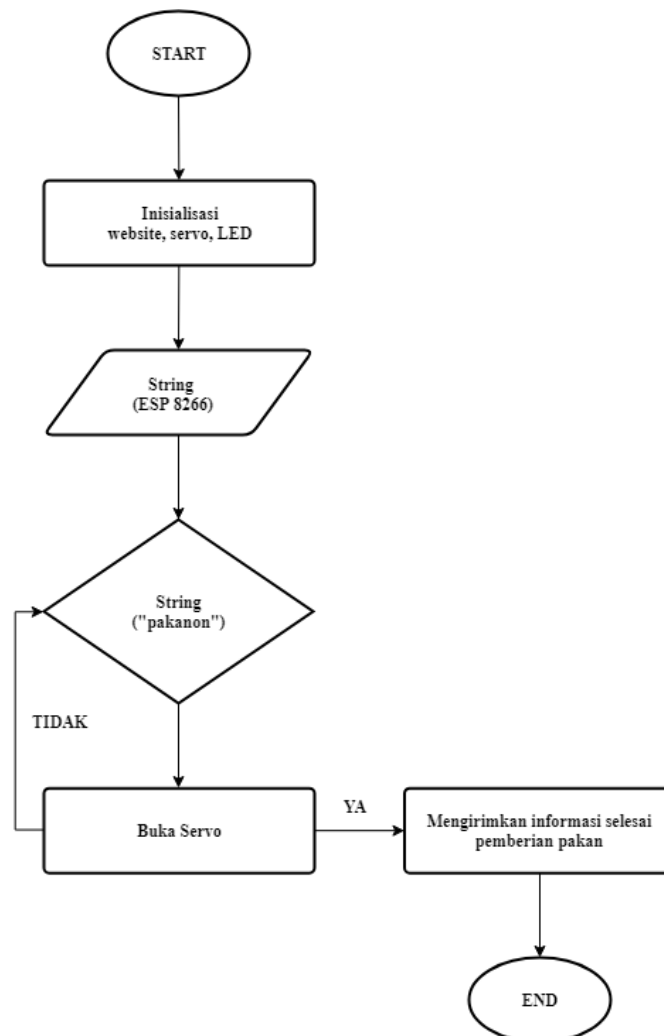 START
Inisialisasi
website, servo, LED
String
(ESP 8266)
String
("pakanon")
TIDAK
Buka Servo
YA
Mengirimkan informasi selesai
pemberian pakan
END